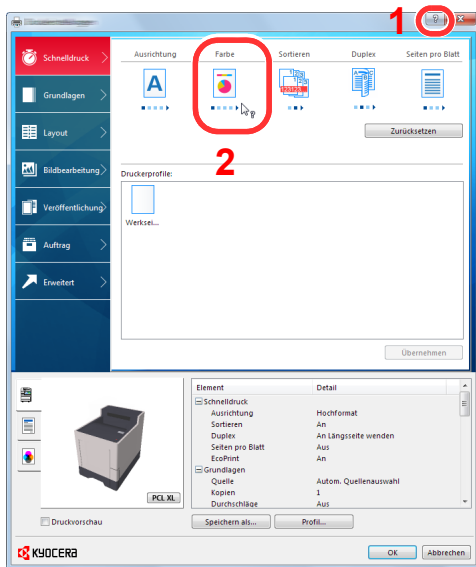 1
?
Schnelldruck
Grundlagen
Layout
Bildbearbeitung
Veröffentlichung
Auftrag
Erweitert
Ausrichtung Farbe Sortieren Duplex Seiten pro Blatt
A
?
2
Zurücksetzen
Druckerprofile:
Werksei...
Übernehmen
Element Detail
Schnelldruck
Ausrichtung Hochformat
Sortieren An
Duplex An Längsseite wenden
Seiten pro Blatt Aus
EcoPrint An
Grundlagen
Quelle Autom. Quellenauswahl
Kopien 1
Durchschläge Aus
PCL XL
Druckvorschau
Speichern als... Profil...
KYOCERA
OK Abbrechen